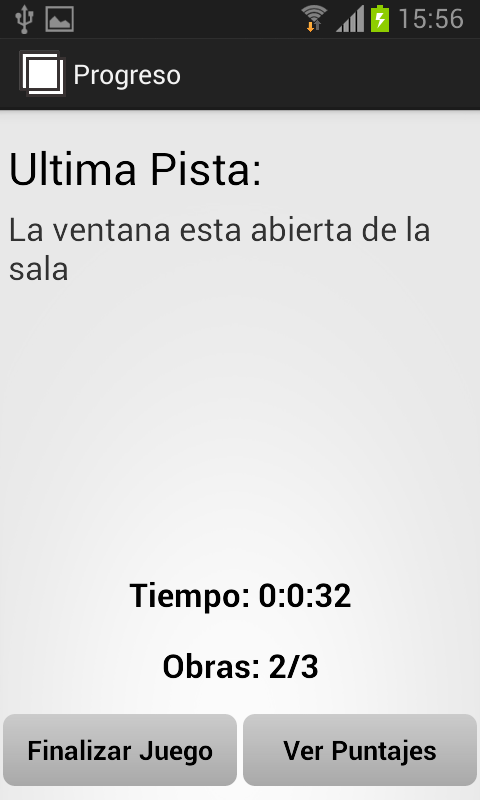 15:56
Progreso
Ultima Pista:
La ventana esta abierta de la
sala
Tiempo: 0:0:32
Obras: 2/3
Finalizar Juego
Ver Puntajes